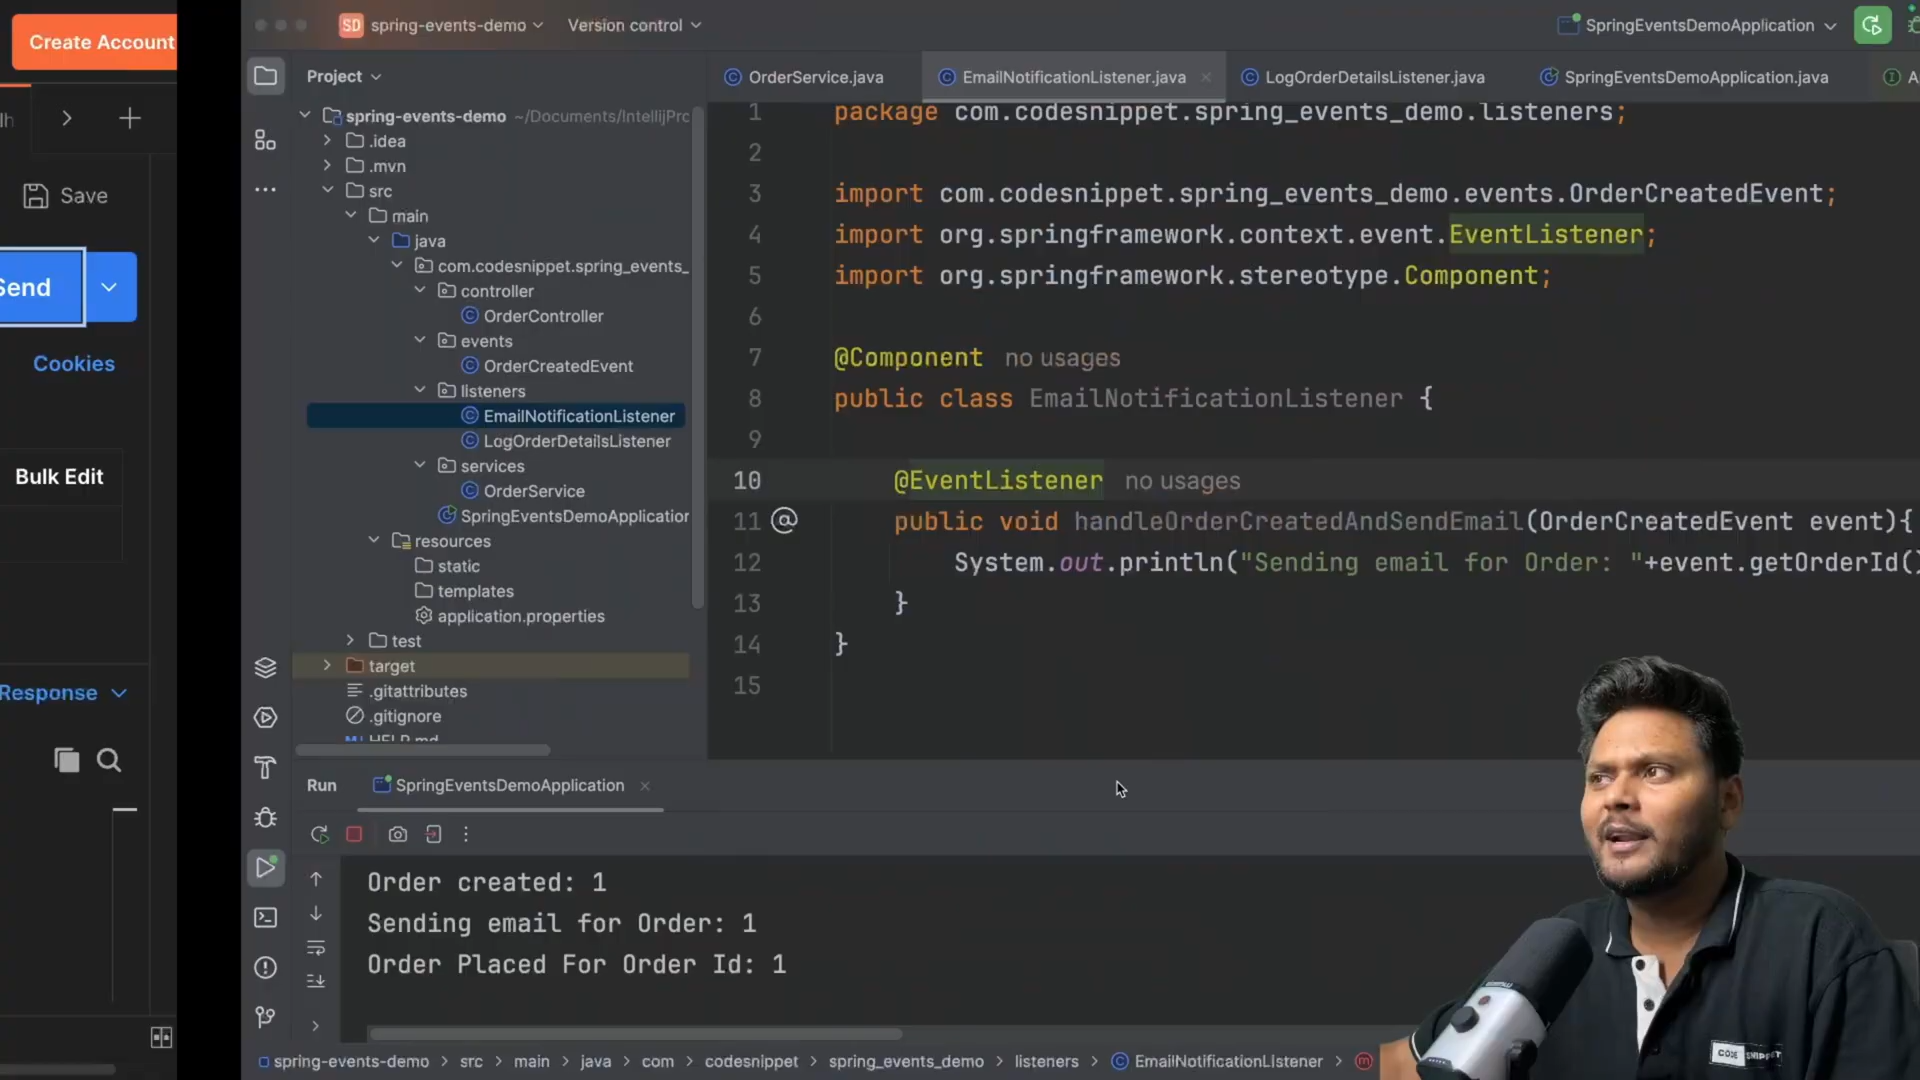 Create Account
Save
Send
Cookies
Bulk Edit
Response
SD spring-events-demo
Version control
SpringEventsDemoApplication
Project
OrderService.java
EmailNotificationListener.java
LogOrderDetailsListener.java
SpringEventsDemoApplication.java
spring-events-demo ~/Documents/IntellijPrc
.idea
.mvn
src
main
java
com.codesnippet.spring_events_
controller
OrderController
events
OrderCreatedEvent
listeners
EmailNotificationListener
LogOrderDetailsListener
services
OrderService
SpringEventsDemoApplication
resources
static
templates
application.properties
test
target
.gitattributes
.gitignore
HELP.md
1 package com.codesnippet.spring_events_demo.listeners;
2
3 import com.codesnippet.spring_events_demo.events.OrderCreatedEvent;
4 import org.springframework.context.event.EventListener;
5 import org.springframework.stereotype.Component;
6
7 @Component no usages
8 public class EmailNotificationListener {
9
10 @EventListener no usages
11 public void handleOrderCreatedAndSendEmail(OrderCreatedEvent event){
12 System.out.println("Sending email for Order: "+event.getOrderId()
13 }
14 }
15
Run
SpringEventsDemoApplication
Order created: 1
Sending email for Order: 1
Order Placed For Order Id: 1
spring-events-demo > src > main > java > com > codesnippet > spring_events_demo > listeners > EmailNotificationListener >
CODE SNIPPET